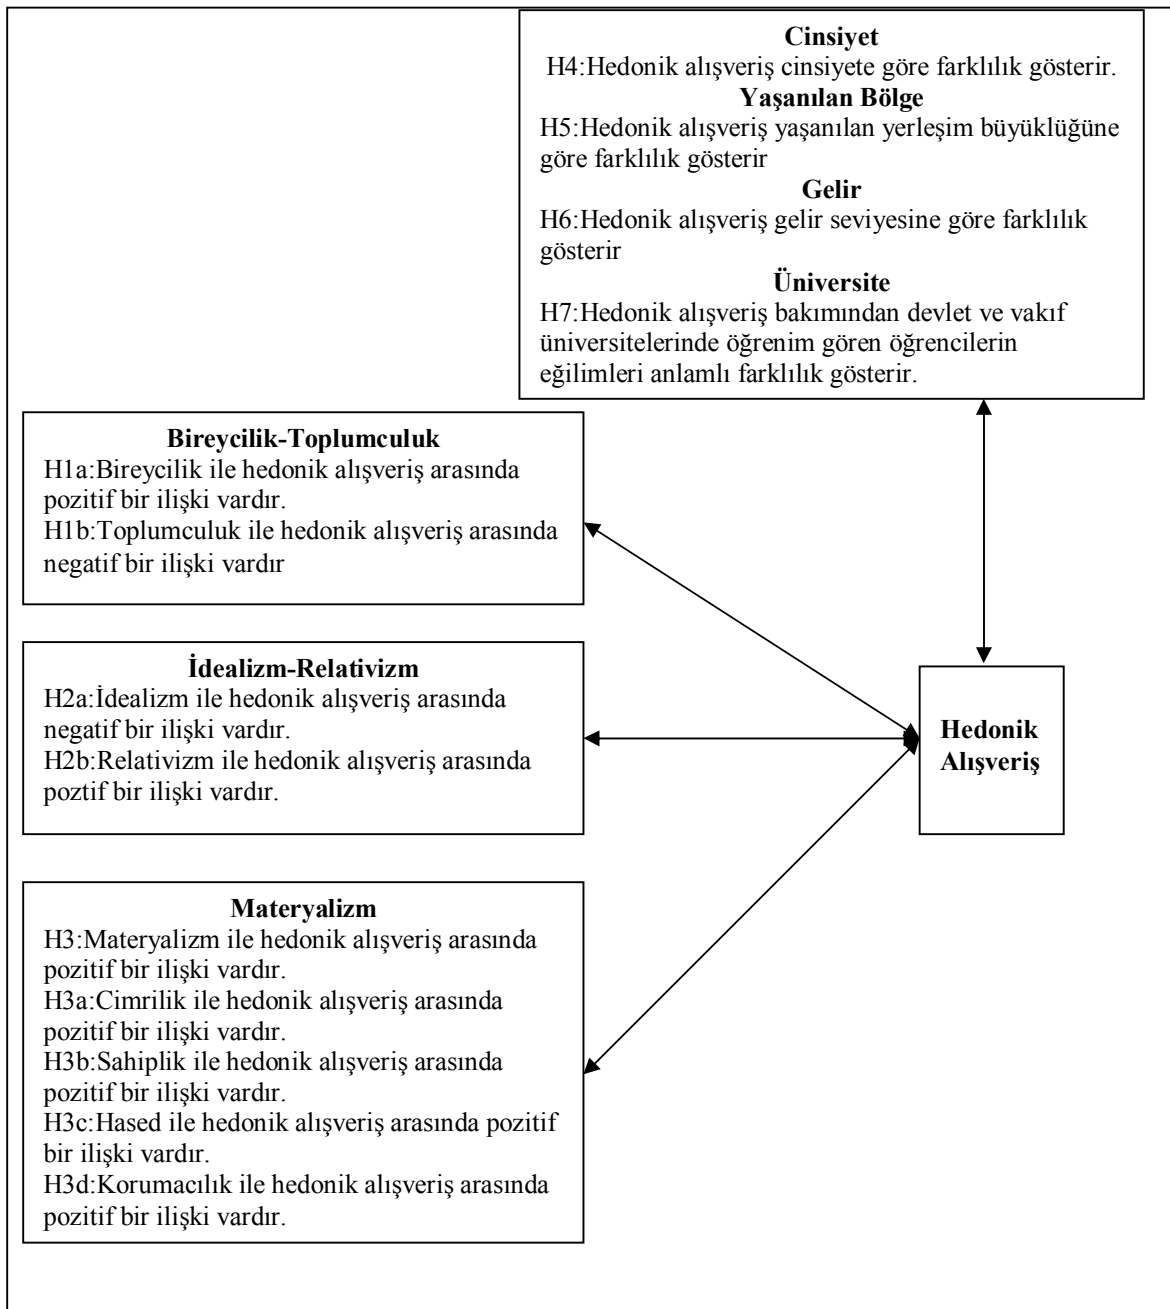 Cinsiyet
H4:Hedonik alışveriş cinsiyete göre farklılık gösterir.
Yaşanılan Bölge
H5:Hedonik alışveriş yaşanılan yerleşim büyüklüğüne
göre farklılık gösterir
Gelir
H6:Hedonik alışveriş gelir seviyesine göre farklılık
gösterir
Üniversite
H7:Hedonik alışveriş bakımından devlet ve vakıf
üniversitelerinde öğrenim gören öğrencilerin
eğilimleri anlamlı farklılık gösterir.
Bireycilik-Toplumculuk
H1a:Bireycilik ile hedonik alışveriş arasında
pozitif bir ilişki vardır.
H1b:Toplumculuk ile hedonik alışveriş arasında
negatif bir ilişki vardır
İdealizm-Relativizm
H2a:İdealizm ile hedonik alışveriş arasında
negatif bir ilişki vardır.
H2b:Relativizm ile hedonik alışveriş arasında
poztif bir ilişki vardır.
Hedonik
Alışveriş
Materyalizm
H3:Materyalizm ile hedonik alışveriş arasında
pozitif bir ilişki vardır.
H3a:Cimrilik ile hedonik alışveriş arasında
pozitif bir ilişki vardır.
H3b:Sahiplik ile hedonik alışveriş arasında
pozitif bir ilişki vardır.
H3c:Hased ile hedonik alışveriş arasında pozitif
bir ilişki vardır.
H3d:Korumacılık ile hedonik alışveriş arasında
pozitif bir ilişki vardır.